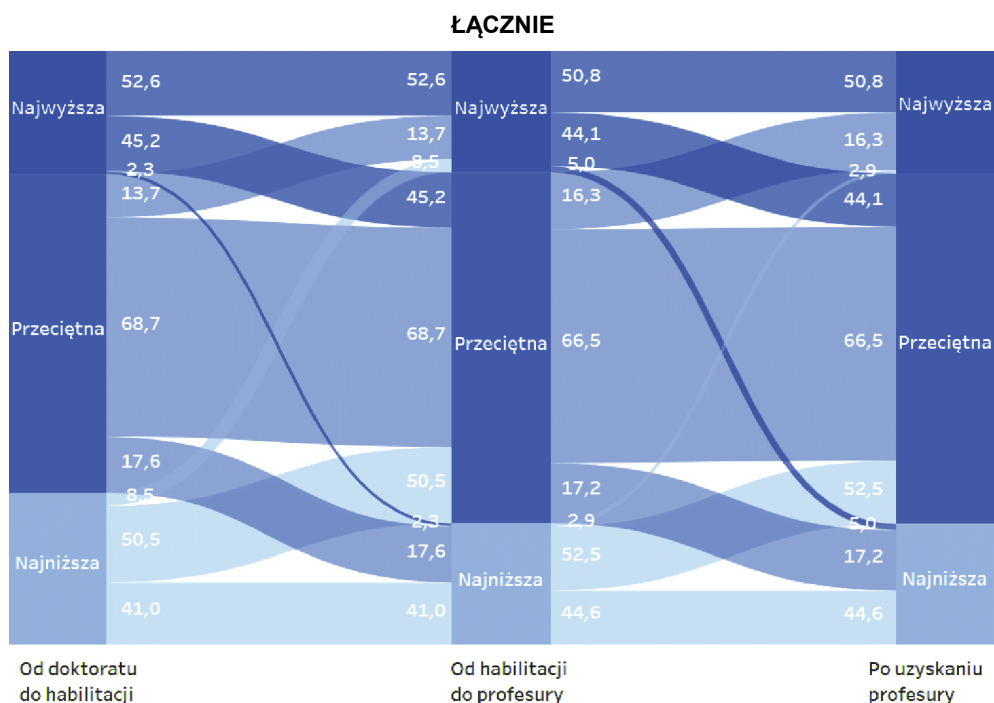 ŁĄCZNIE
Najwyższa
52,6
45,2
2,3
13,7
Przeciętna
68,7
17,6
8,5
50,5
Najniższa
41,0
52,6
13,7
8,5
45,2
68,7
50,5
2,3
17,6
41,0
Najwyższa
50,8
44,1
5,0
16,3
Przeciętna
66,5
17,2
2,9
52,5
Najniższa
44,6
50,8
16,3
2,9
44,1
66,5
52,5
5,0
17,2
44,6
Najwyższa
Przeciętna
Najniższa
Od doktoratu
do habilitacji
Od habilitacji
do profesury
Po uzyskaniu
profesury